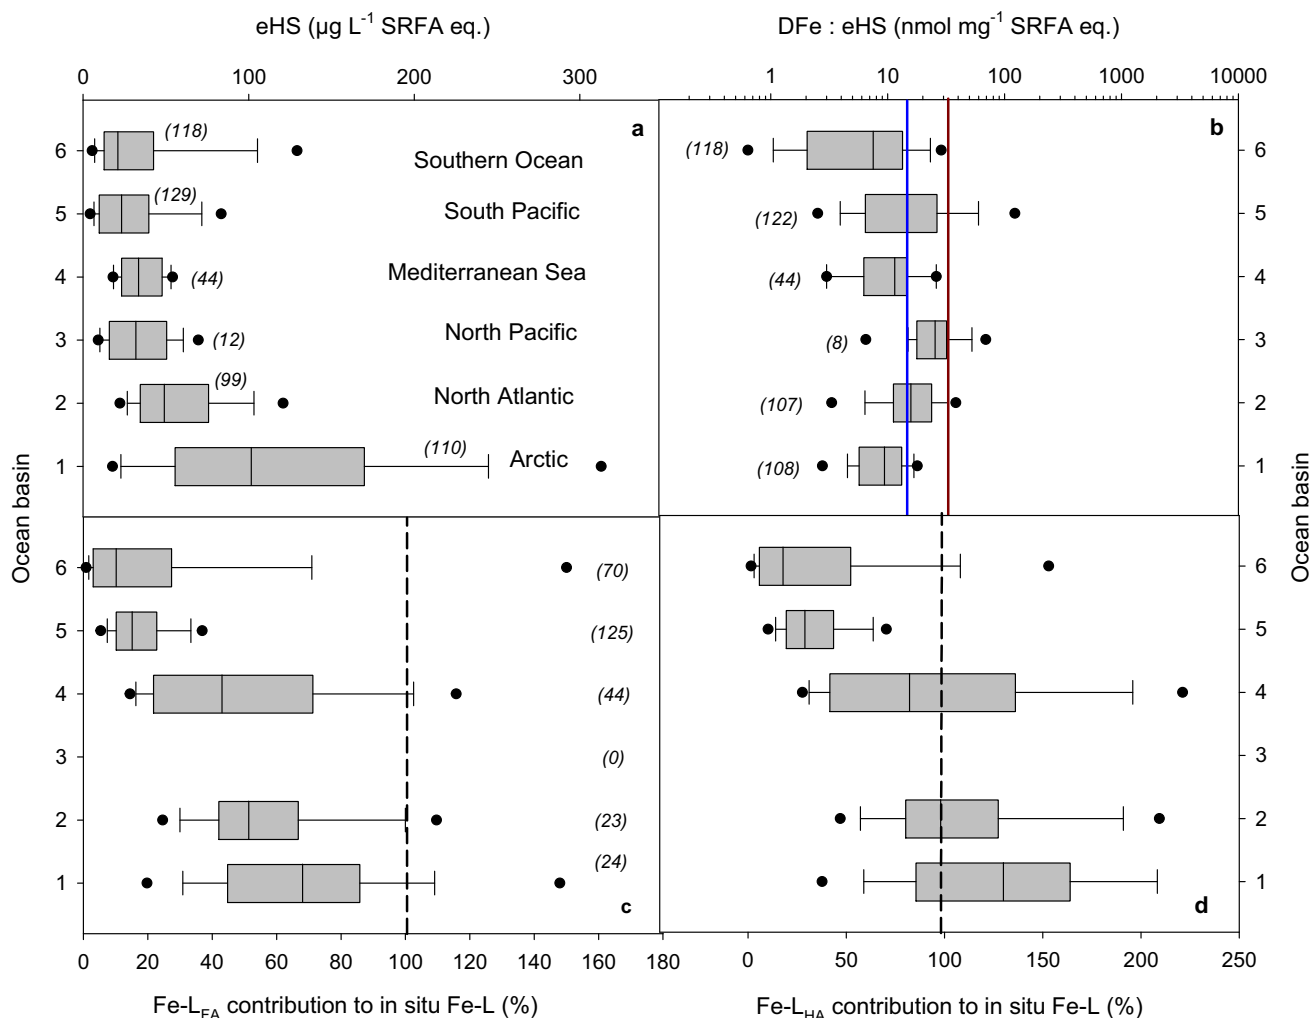 eHS (µg L-1 SRFA eq.)
DFe : eHS (nmol mg-1 SRFA eq.)
0 100 200 300
1 10 100 1000 10000
a
b
6 (118) Southern Ocean (118) 6
5 (129) South Pacific (122) 5
4 (44) Mediterranean Sea (44) 4
3 (12) North Pacific (8) 3
2 (99) North Atlantic (107) 2
1 (110) Arctic (108) 1
Ocean basin
Ocean basin
6 (70) 6
5 (125) 5
4 (44) 4
3 (0) 3
2 (23) 2
1 (24) 1
c
d
0 20 40 60 80 100 120 140 160 180
0 50 100 150 200 250
Fe-LFA contribution to in situ Fe-L (%)
Fe-LHA contribution to in situ Fe-L (%)